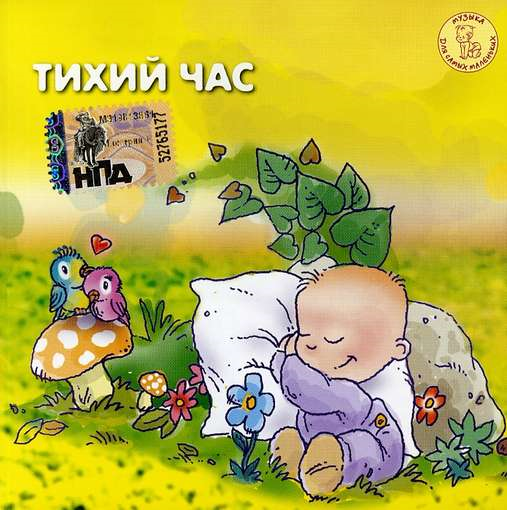 МУЗЫКА
ДЛЯ САМЫХ МАЛЕНЬКИХ
ТИХИЙ ЧАС
52765177
НПД